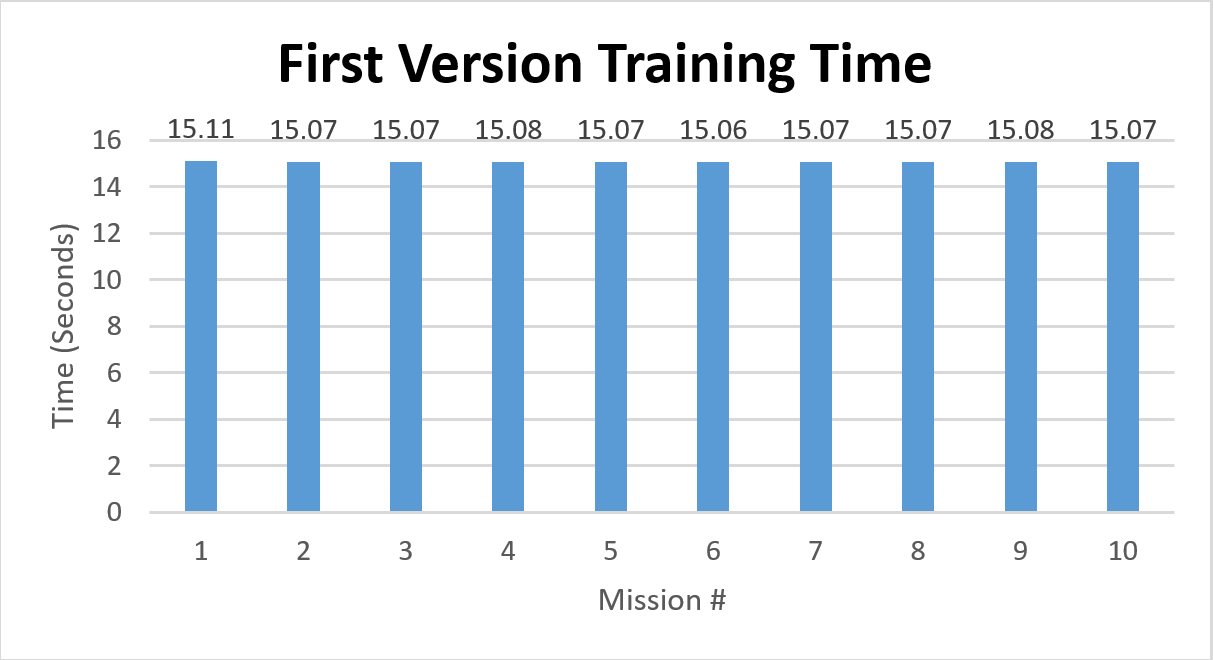 First Version Training Time
15.11 15.07 15.07 15.08 15.07 15.06 15.07 15.07 15.08 15.07
16
14
12
10
8
6
4
2
0
Time (Seconds)
1 2 3 4 5 6 7 8 9 10
Mission #